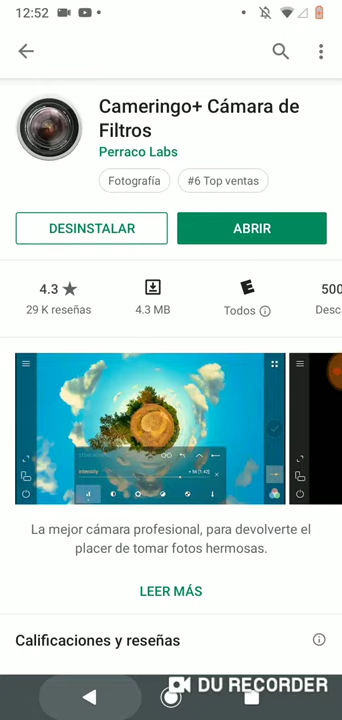 12:52
Cameringo+ Cámara de
Filtros
Perraco Labs
Fotografía
#6 Top ventas
DESINSTALAR
ABRIR
4.3
29 K reseñas
4.3 MB
E
Todos
500
Desc
Intensity
La mejor cámara profesional, para devolverte el
placer de tomar fotos hermosas.
LEER MÁS
Calificaciones y reseñas
DU RECORDER